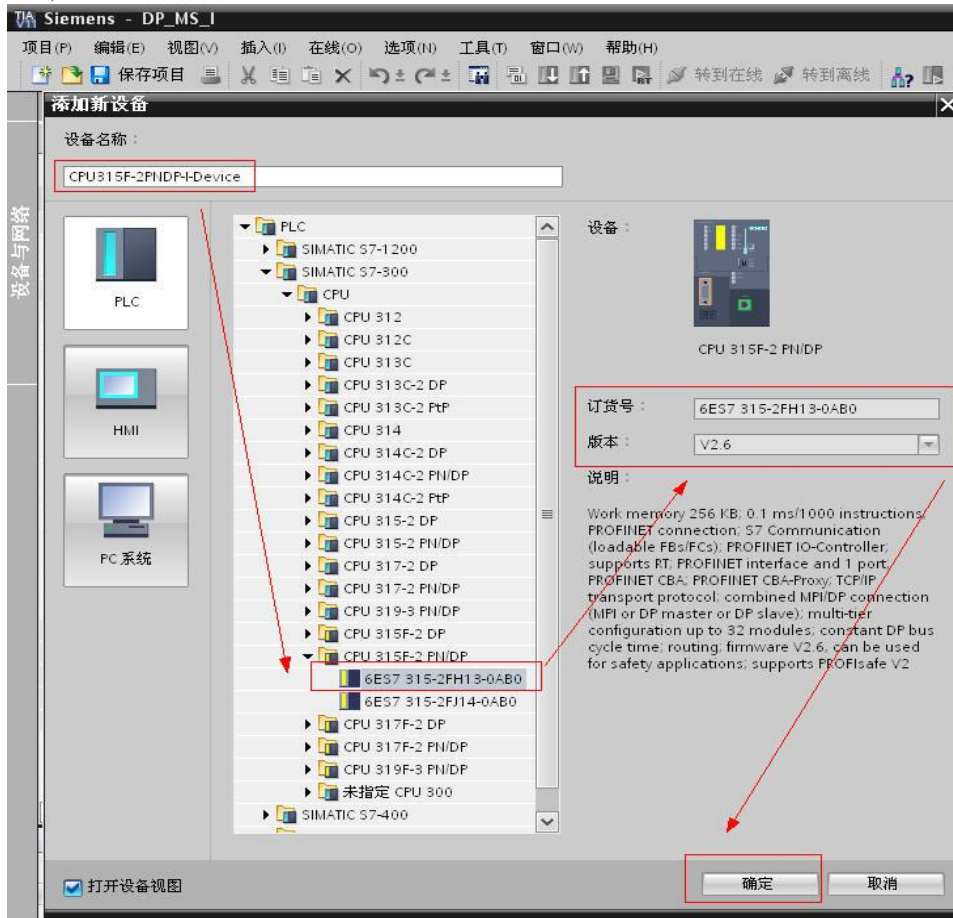 Siemens - DP_MS_I
项目(P) 编辑(E) 视图(V) 插入(I) 在线(O) 选项(N) 工具(T) 窗口(W) 帮助(H)
保存项目 转到在线 转到离线
添加新设备
设备名称：
CPU315F-2PNDP-I-Device
设备与网络
PLC
HMI
PC 系统
PLC
SIMATIC S7-1200
SIMATIC S7-300
CPU
CPU 312
CPU 312C
CPU 313C
CPU 313C-2 DP
CPU 313C-2 PtP
CPU 314
CPU 314C-2 DP
CPU 314C-2 PN/DP
CPU 314C-2 PtP
CPU 315-2 DP
CPU 315-2 PN/DP
CPU 317-2 DP
CPU 317-2 PN/DP
CPU 319-3 PN/DP
CPU 315F-2 DP
CPU 315F-2 PN/DP
6ES7 315-2FH13-0AB0
6ES7 315-2FJ14-0AB0
CPU 317F-2 DP
CPU 317F-2 PN/DP
CPU 319F-3 PN/DP
未指定 CPU 300
SIMATIC S7-400
设备：
CPU 315F-2 PN/DP
订货号： 6ES7 315-2FH13-0AB0
版本： V2.6
说明：
Work memory 256 KB; 0.1 ms/1000 instructions;
PROFINET connection; S7 Communication
(loadable FBs/FCs); PROFINET IO-Controller;
supports RT; PROFINET interface and 1 port;
PROFINET CBA; PROFINET CBA-Proxy; TCP/IP
transport protocol; combined MPI/DP connection
(MPI or DP master or DP slave); multi-tier
configuration up to 32 modules; constant DP bus
cycle time; routing; firmware V2.6, can be used
for safety applications; supports PROFIsafe V2
打开设备视图
确定 取消